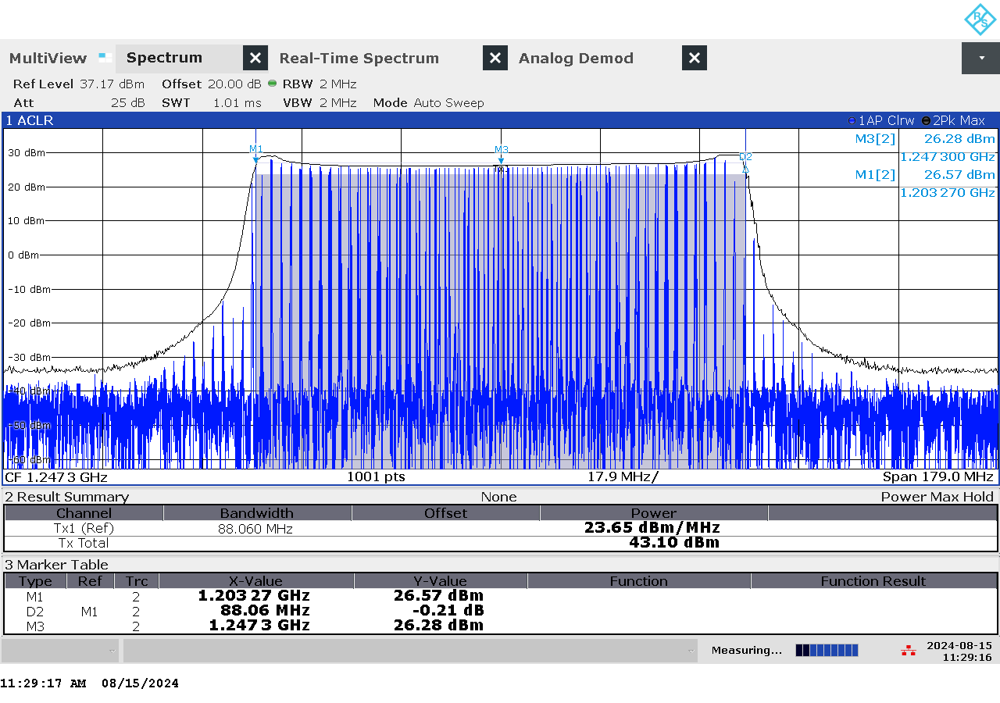 R S
MultiView Spectrum Real-Time Spectrum Analog Demod
Ref Level 37.17 dBm Offset 20.00 dB RBW 2 MHz
Att 25 dB SWT 1.01 ms VBW 2 MHz Mode Auto Sweep
1 ACLR 1AP Clrw 2Pk Max
M3[2] 26.28 dBm
1.247 300 GHz
M1[2] 26.57 dBm
1.203 270 GHz
M1 M3 D2
30 dBm
20 dBm
10 dBm
0 dBm
-10 dBm
-20 dBm
-30 dBm
-40 dBm
-50 dBm
-60 dBm
CF 1.247 3 GHz 1001 pts 17.9 MHz/ Span 179.0 MHz
2 Result Summary None Power Max Hold
Channel Bandwidth Offset Power
Tx1 (Ref) 88.060 MHz 23.65 dBm/MHz
Tx Total 43.10 dBm
3 Marker Table
Type Ref Trc X-Value Y-Value Function Function Result
M1 2 1.203 27 GHz 26.57 dBm
D2 M1 2 88.06 MHz -0.21 dB
M3 2 1.247 3 GHz 26.28 dBm
Measuring... 2024-08-15
11:29:16
11:29:17 AM 08/15/2024